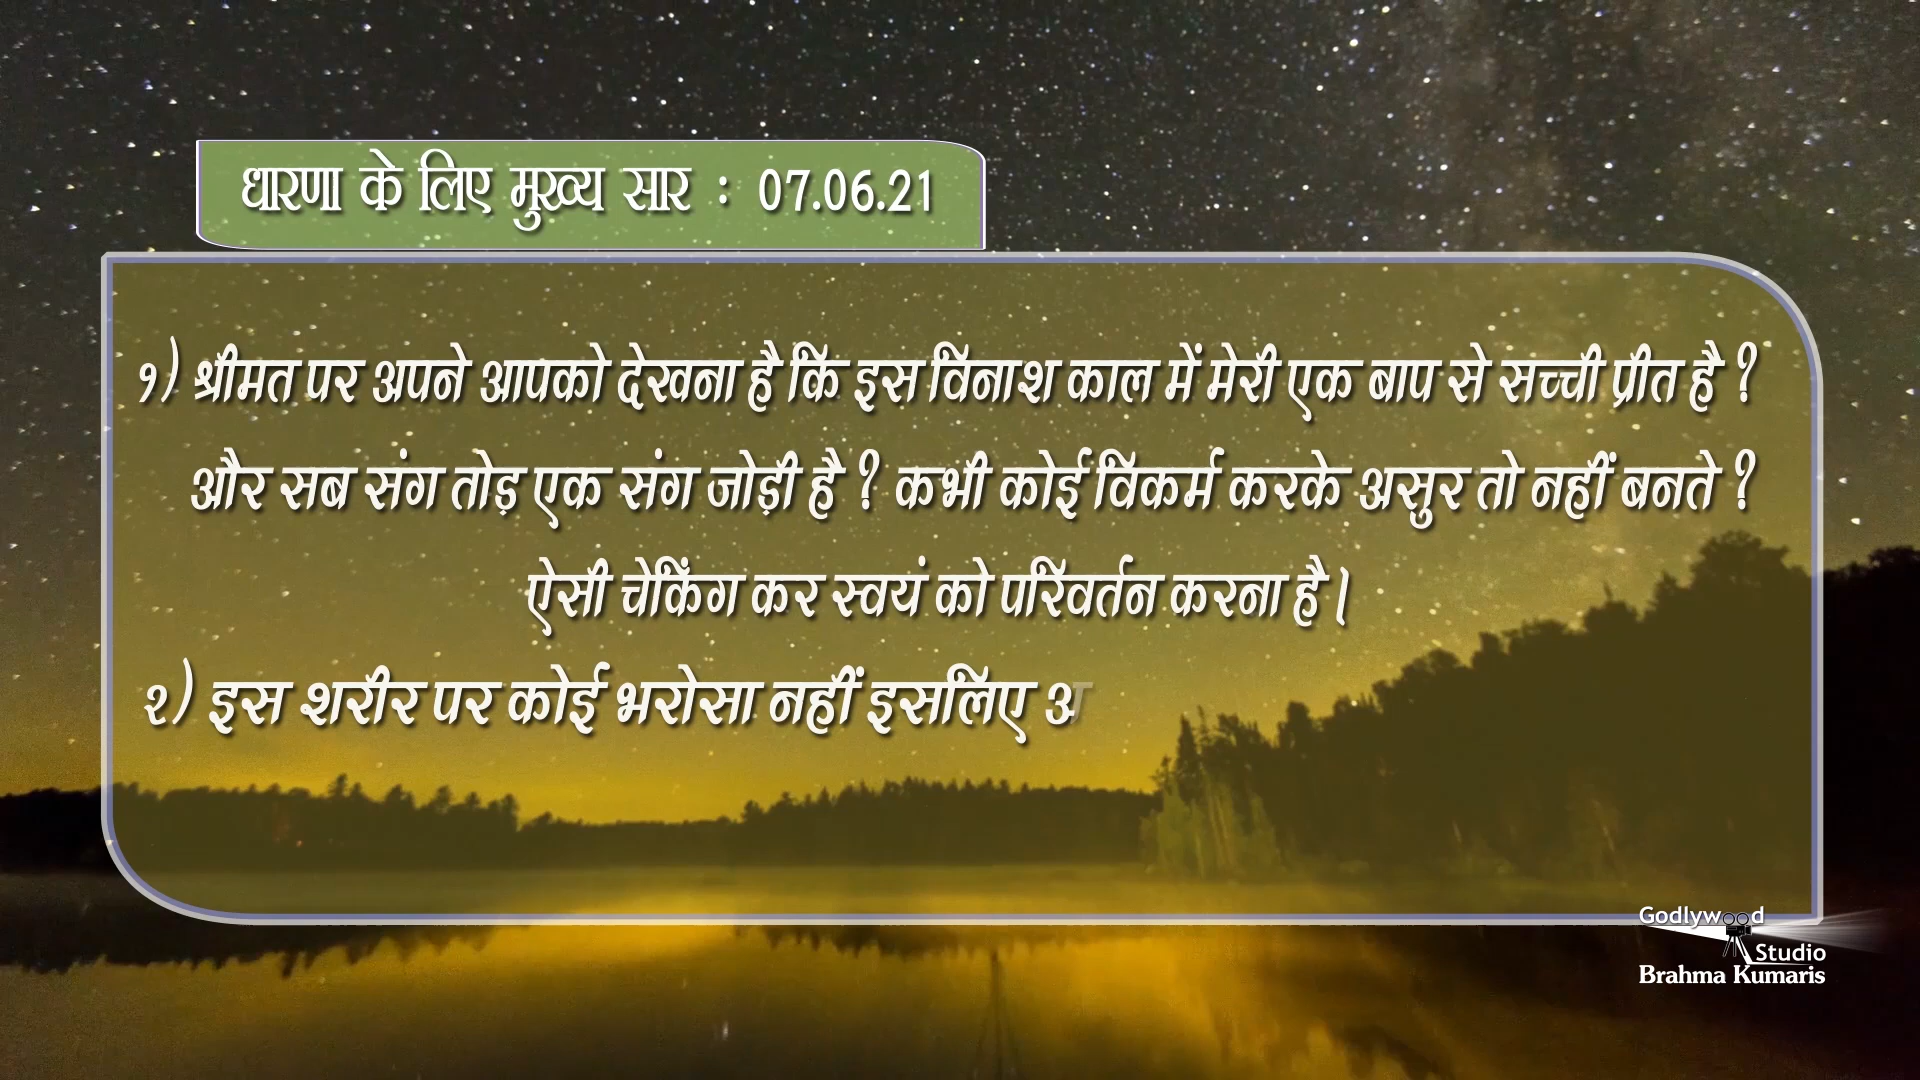 धारणा के लिए मुख्य सार : 07.06.21
१) श्रीमत पर अपने आपको देखना है कि इस विनाश काल में मेरी एक बाप से सच्ची प्रीत है ?
और सब संग तोड़ एक संग जोड़ी है ? कभी कोई विकर्म करके असुर तो नहीं बनते ?
ऐसी चेकिंग कर स्वयं को परिवर्तन करना है।
२) इस शरीर पर कोई भरोसा नहीं इसलिए अ
Godlywood
Studio
Brahma Kumaris